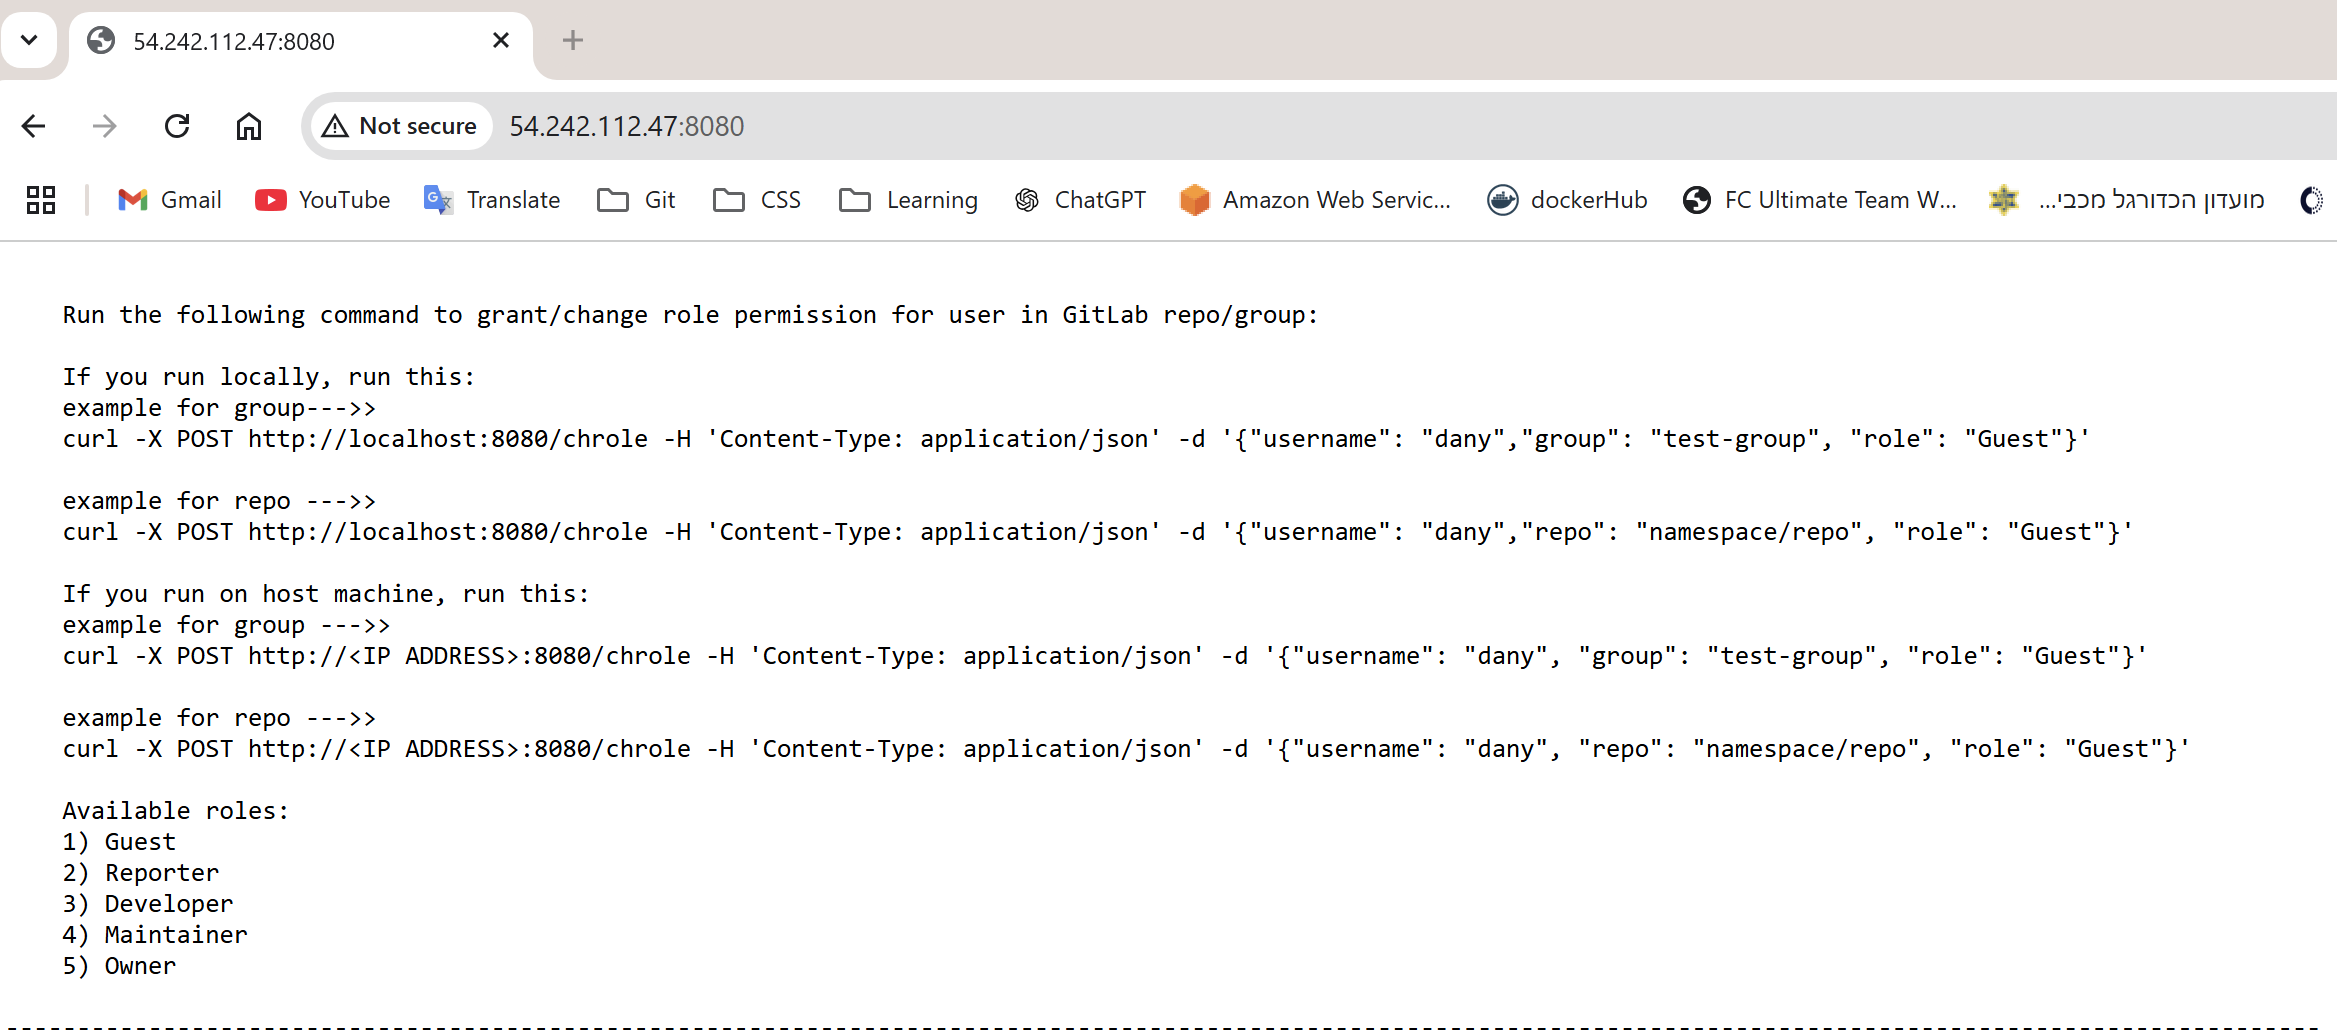 54.242.112.47:8080
Not secure 54.242.112.47:8080
Gmail YouTube Translate Git CSS Learning ChatGPT Amazon Web Servic... dockerHub FC Ultimate Team W... מועדון הכדורגל מכבי...
Run the following command to grant/change role permission for user in GitLab repo/group:
If you run locally, run this:
example for group--->>
curl -X POST http://localhost:8080/chrole -H 'Content-Type: application/json' -d '{"username": "dany","group": "test-group", "role": "Guest"}'
example for repo --->>
curl -X POST http://localhost:8080/chrole -H 'Content-Type: application/json' -d '{"username": "dany","repo": "namespace/repo", "role": "Guest"}'
If you run on host machine, run this:
example for group --->>
curl -X POST http://<IP ADDRESS>:8080/chrole -H 'Content-Type: application/json' -d '{"username": "dany", "group": "test-group", "role": "Guest"}'
example for repo --->>
curl -X POST http://<IP ADDRESS>:8080/chrole -H 'Content-Type: application/json' -d '{"username": "dany", "repo": "namespace/repo", "role": "Guest"}'
Available roles:
1) Guest
2) Reporter
3) Developer
4) Maintainer
5) Owner